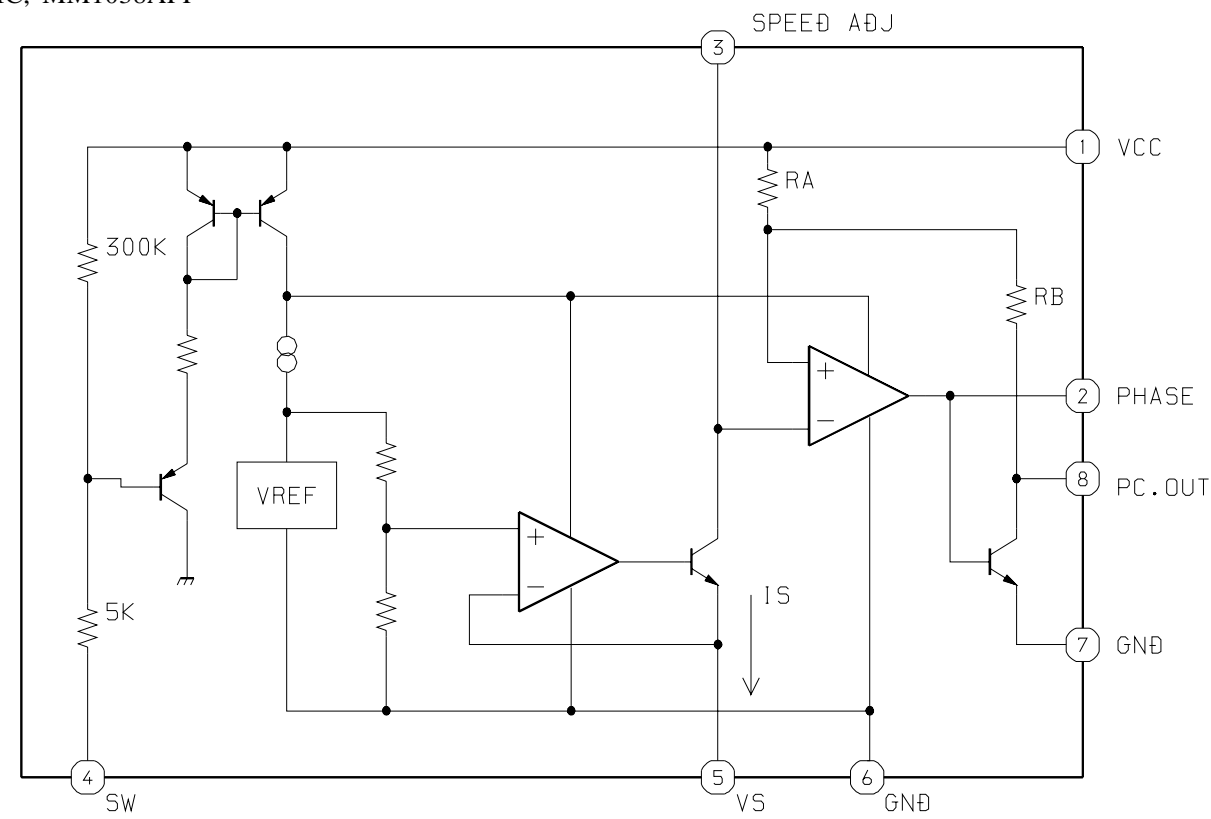 SPEED ADJ
3
1 VCC
RA
300K
RB
+
−
2 PHASE
8 PC.OUT
VREF
+
−
IS
5K
7 GND
4
5
6
SW
VS
GND